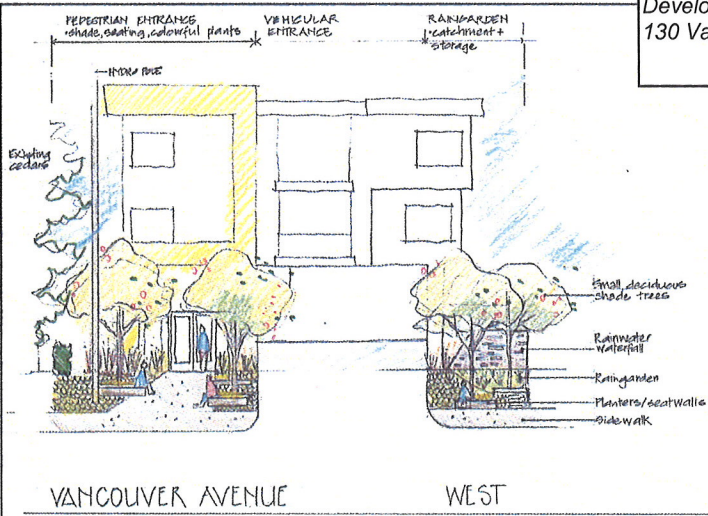 Develo
130 Va
PEDESTRIAN ENTRANCE
•shade, seating, colourful plants
VEHICULAR
ENTRANCE
RAINGARDEN
•catchment +
storage
HYDRO POLE
Existing
cedars
Small, deciduous
shade trees
Rainwater
waterfall
Raingarden
Planters/seatwalls
Sidewalk
VANCOUVER AVENUE
WEST